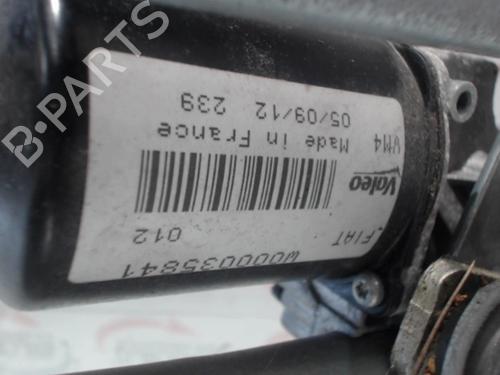 W000035841
FIAT 012
Valeo
VM4 Made in France
05/09/12 239
B-Parts